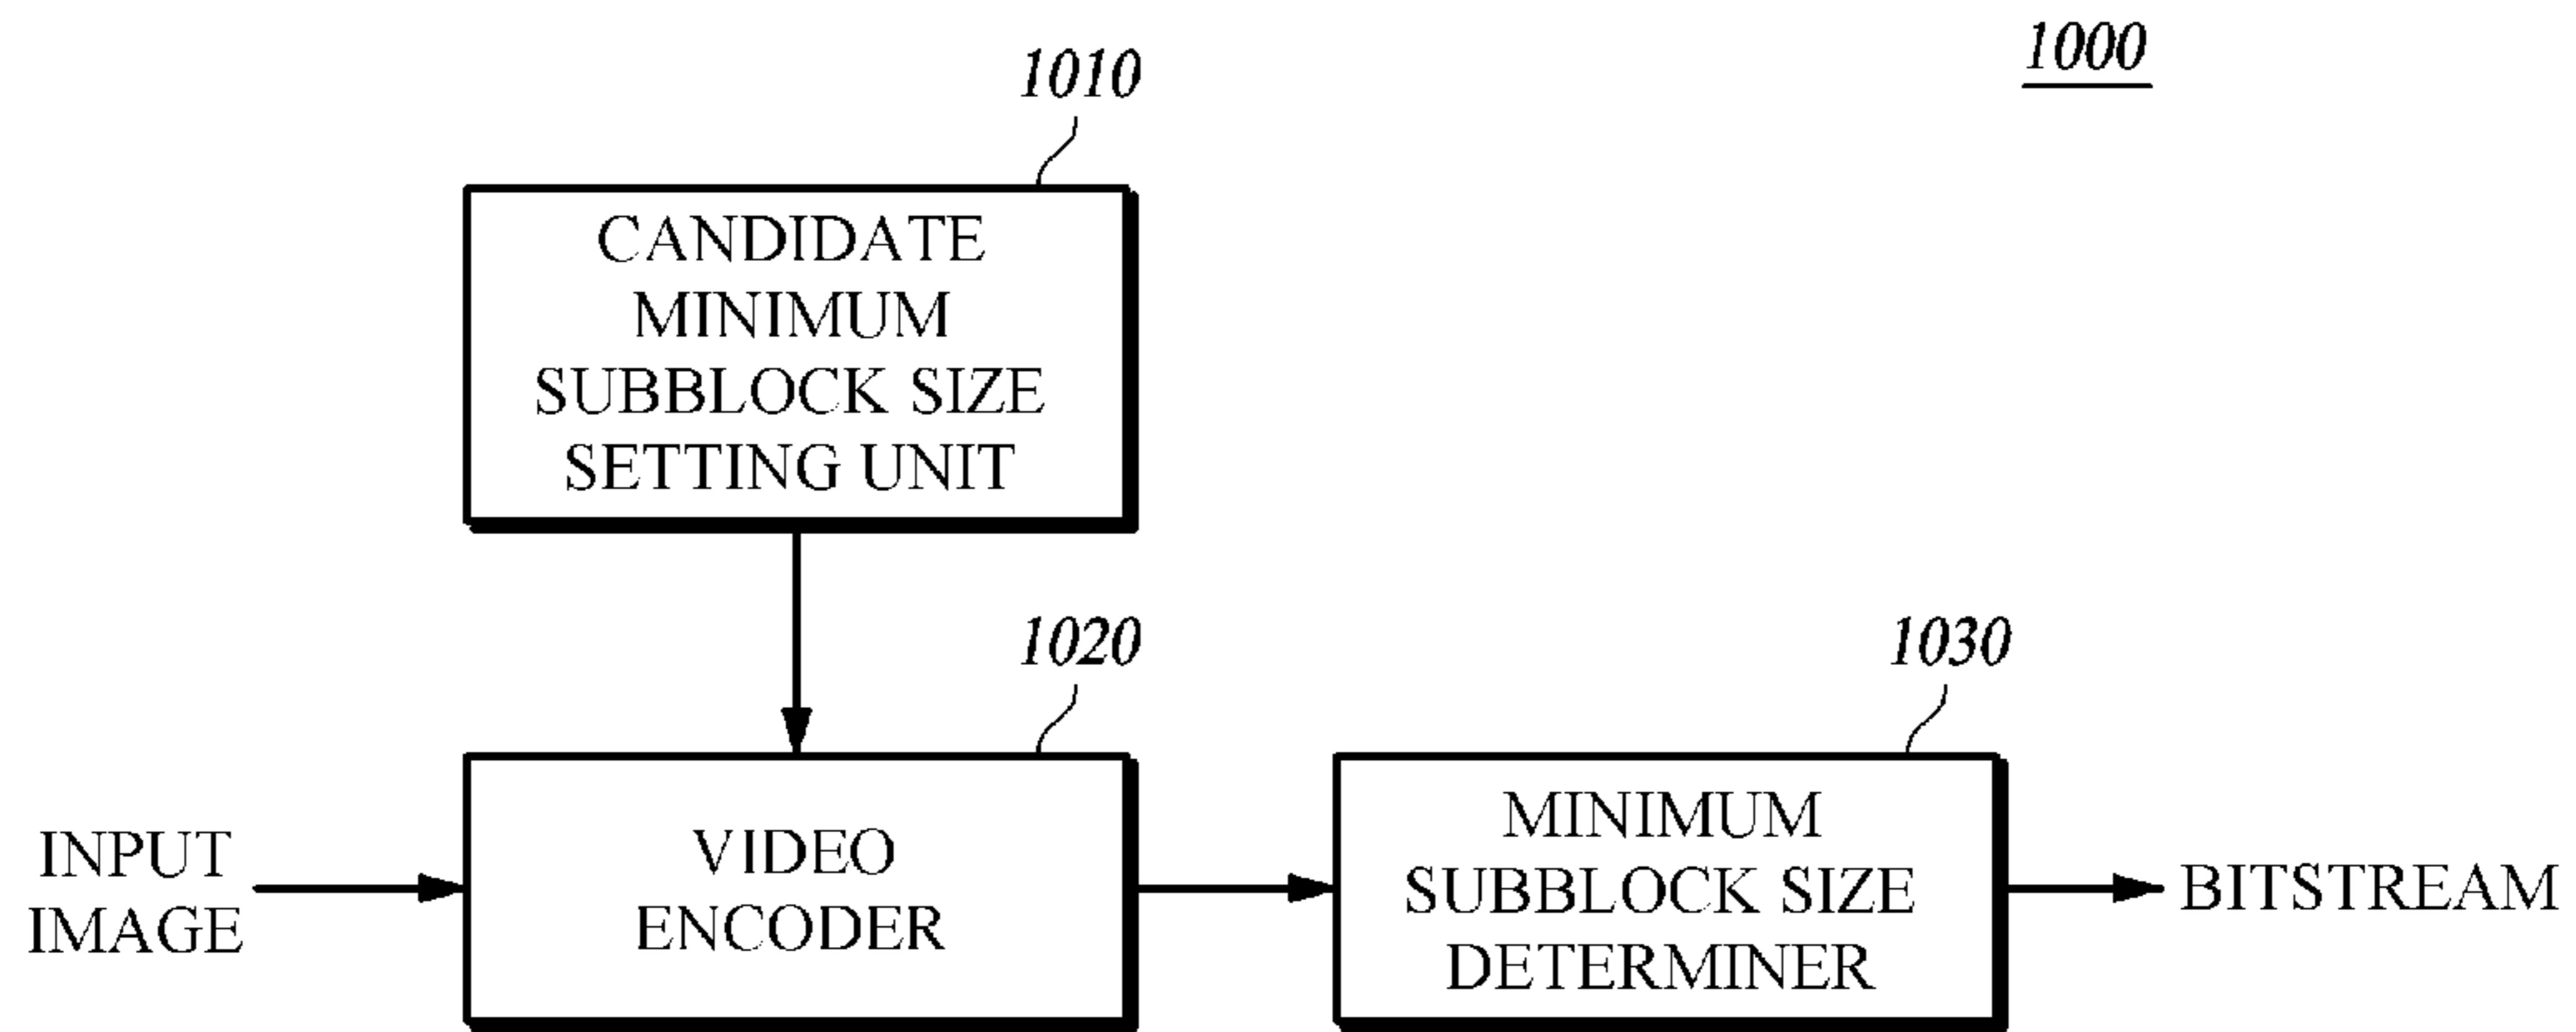 1000
1010
CANDIDATE
MINIMUM
SUBBLOCK SIZE
SETTING UNIT
1020
1030
INPUT
IMAGE
VIDEO
ENCODER
MINIMUM
SUBBLOCK SIZE
DETERMINER
BITSTREAM